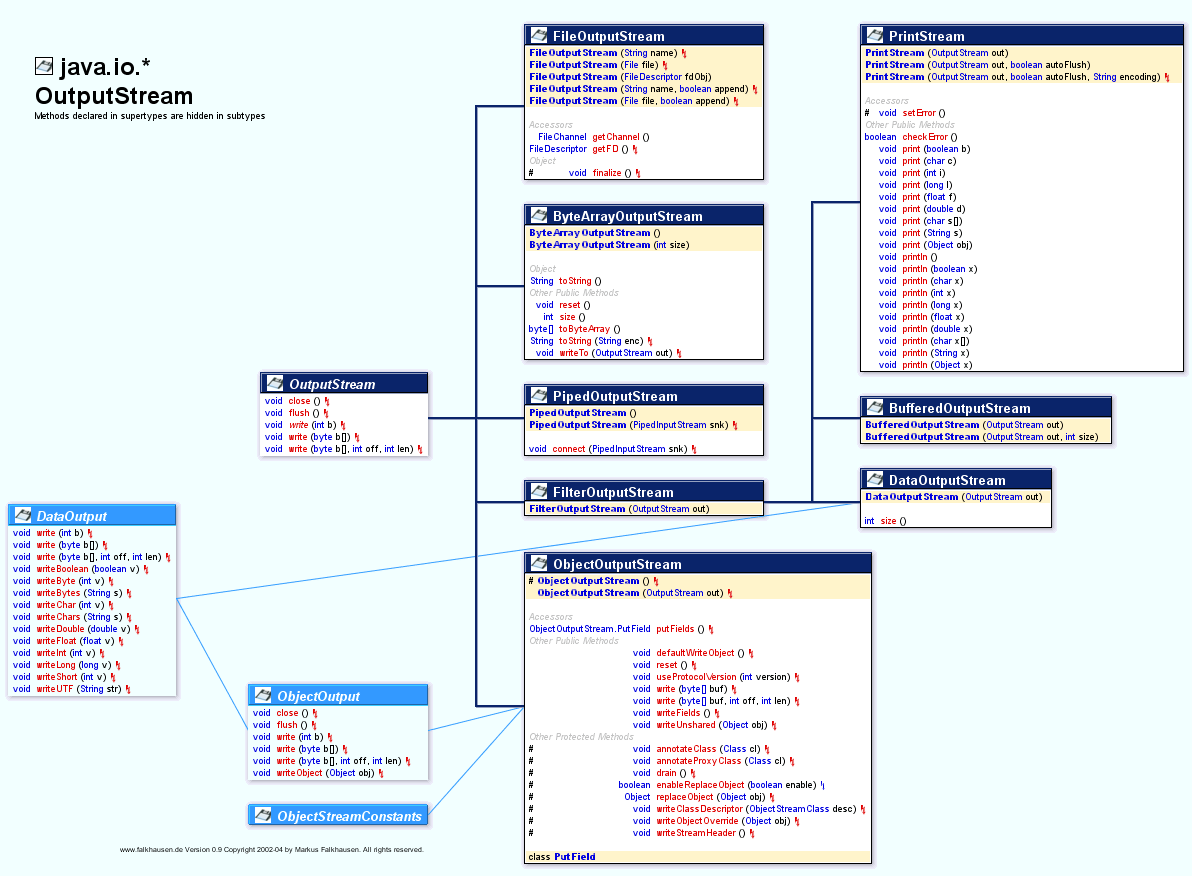 java.io.*
OutputStream
Methods declared in supertypes are hidden in subtypes
FileOutputStream
FileOutputStream (String name)
FileOutputStream (File file)
FileOutputStream (FileDescriptor fdObj)
FileOutputStream (String name, boolean append)
FileOutputStream (File file, boolean append)
Accessors
FileChannel getChannel ()
FileDescriptor getFD ()
Object
# void finalize ()
ByteArrayOutputStream
ByteArrayOutputStream ()
ByteArrayOutputStream (int size)
Object
String toString ()
Other Public Methods
void reset ()
int size ()
byte[] toByteArray ()
String toString (String enc)
void writeTo (OutputStream out)
OutputStream
void close ()
void flush ()
void write (int b)
void write (byte b[])
void write (byte b[], int off, int len)
PipedOutputStream
PipedOutputStream ()
PipedOutputStream (PipedInputStream snk)
void connect (PipedInputStream snk)
FilterOutputStream
FilterOutputStream (OutputStream out)
PrintStream
PrintStream (OutputStream out)
PrintStream (OutputStream out, boolean autoFlush)
PrintStream (OutputStream out, boolean autoFlush, String encoding)
Accessors
# void setError ()
Other Public Methods
boolean checkError ()
void print (boolean b)
void print (char c)
void print (int i)
void print (long l)
void print (float f)
void print (double d)
void print (char s[])
void print (String s)
void print (Object obj)
void println ()
void println (boolean x)
void println (char x)
void println (int x)
void println (long x)
void println (float x)
void println (double x)
void println (char x[])
void println (String x)
void println (Object x)
BufferedOutputStream
BufferedOutputStream (OutputStream out)
BufferedOutputStream (OutputStream out, int size)
DataOutputStream
DataOutputStream (OutputStream out)
int size ()
DataOutput
void write (int b)
void write (byte b[])
void write (byte b[], int off, int len)
void writeBoolean (boolean v)
void writeByte (int v)
void writeBytes (String s)
void writeChar (int v)
void writeChars (String s)
void writeDouble (double v)
void writeFloat (float v)
void writeInt (int v)
void writeLong (long v)
void writeShort (int v)
void writeUTF (String str)
ObjectOutput
void close ()
void flush ()
void write (int b)
void write (byte b[])
void write (byte b[], int off, int len)
void writeObject (Object obj)
ObjectStreamConstants
ObjectOutputStream
# ObjectOutputStream ()
ObjectOutputStream (OutputStream out)
Accessors
ObjectOutputStream.PutField putFields ()
Other Public Methods
void defaultWriteObject ()
void reset ()
void useProtocolVersion (int version)
void write (byte[] buf)
void write (byte[] buf, int off, int len)
void writeFields ()
void writeUnshared (Object obj)
Other Protected Methods
# void annotateClass (Class cl)
# void annotateProxyClass (Class cl)
# void drain ()
# boolean enableReplaceObject (boolean enable)
# Object replaceObject (Object obj)
# void writeClassDescriptor (ObjectStreamClass desc)
# void writeObjectOverride (Object obj)
# void writeStreamHeader ()
class PutField
www.falkhausen.de Version 0.9 Copyright 2002-04 by Markus Falkhausen. All rights reserved.